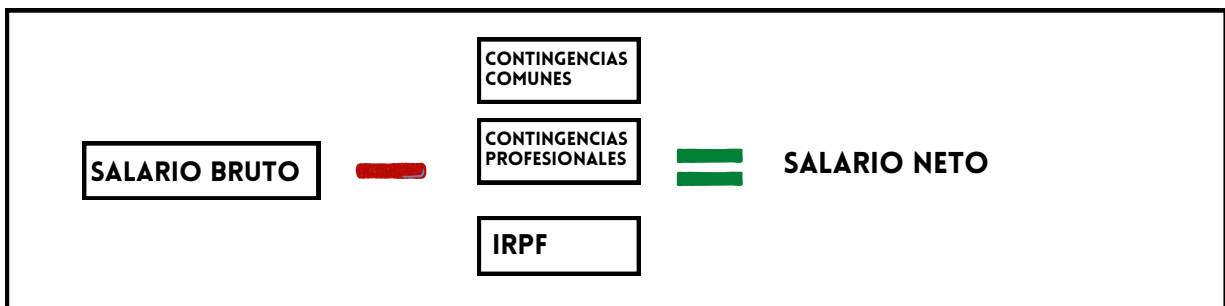 SALARIO BRUTO
CONTINGENCIAS
COMUNES
CONTINGENCIAS
PROFESIONALES
IRPF
SALARIO NETO